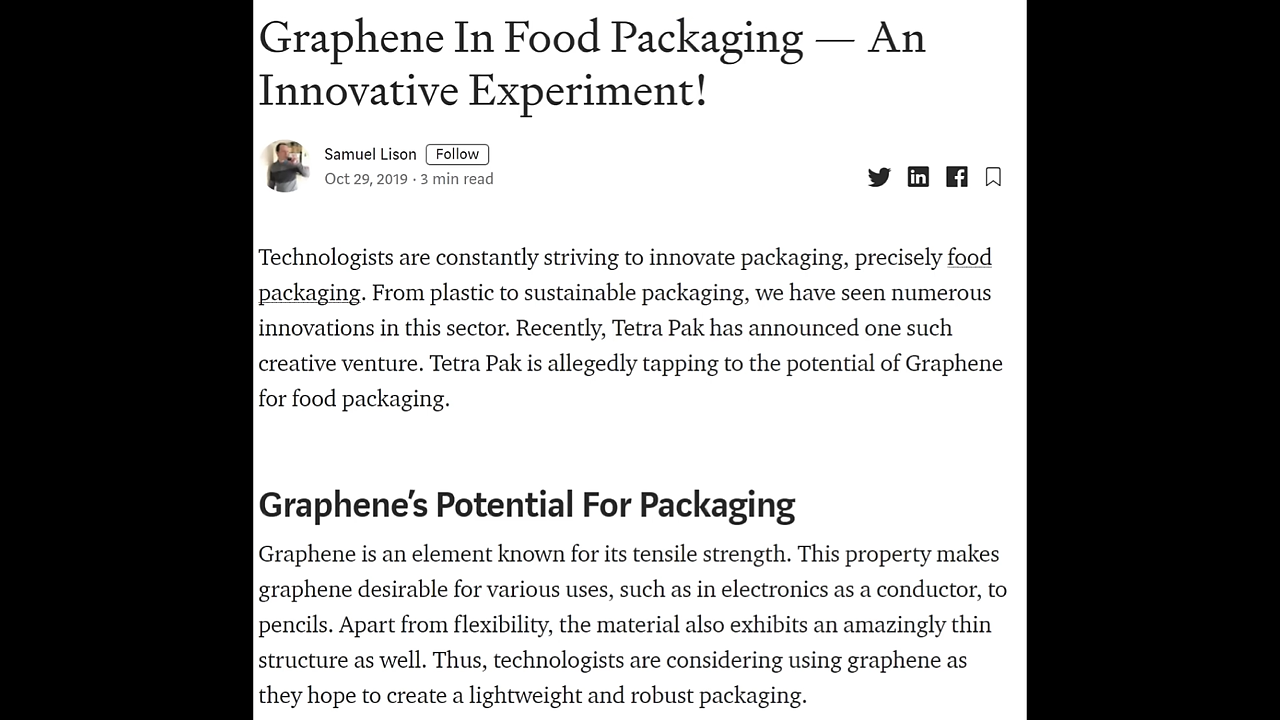 Graphene In Food Packaging — An
Innovative Experiment!
Samuel Lison Follow
Oct 29, 2019 · 3 min read
Technologists are constantly striving to innovate packaging, precisely food
packaging. From plastic to sustainable packaging, we have seen numerous
innovations in this sector. Recently, Tetra Pak has announced one such
creative venture. Tetra Pak is allegedly tapping to the potential of Graphene
for food packaging.
Graphene’s Potential For Packaging
Graphene is an element known for its tensile strength. This property makes
graphene desirable for various uses, such as in electronics as a conductor, to
pencils. Apart from flexibility, the material also exhibits an amazingly thin
structure as well. Thus, technologists are considering using graphene as
they hope to create a lightweight and robust packaging.